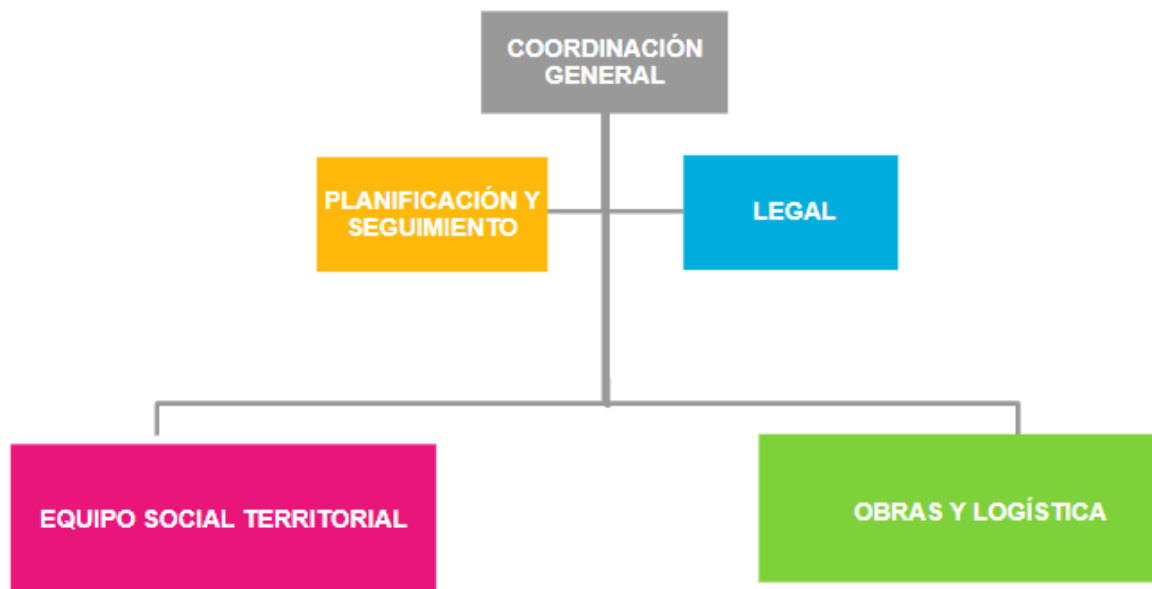 COORDINACIÓN
GENERAL
PLANIFICACIÓN Y
SEGUIMIENTO
LEGAL
EQUIPO SOCIAL TERRITORIAL
OBRAS Y LOGÍSTICA